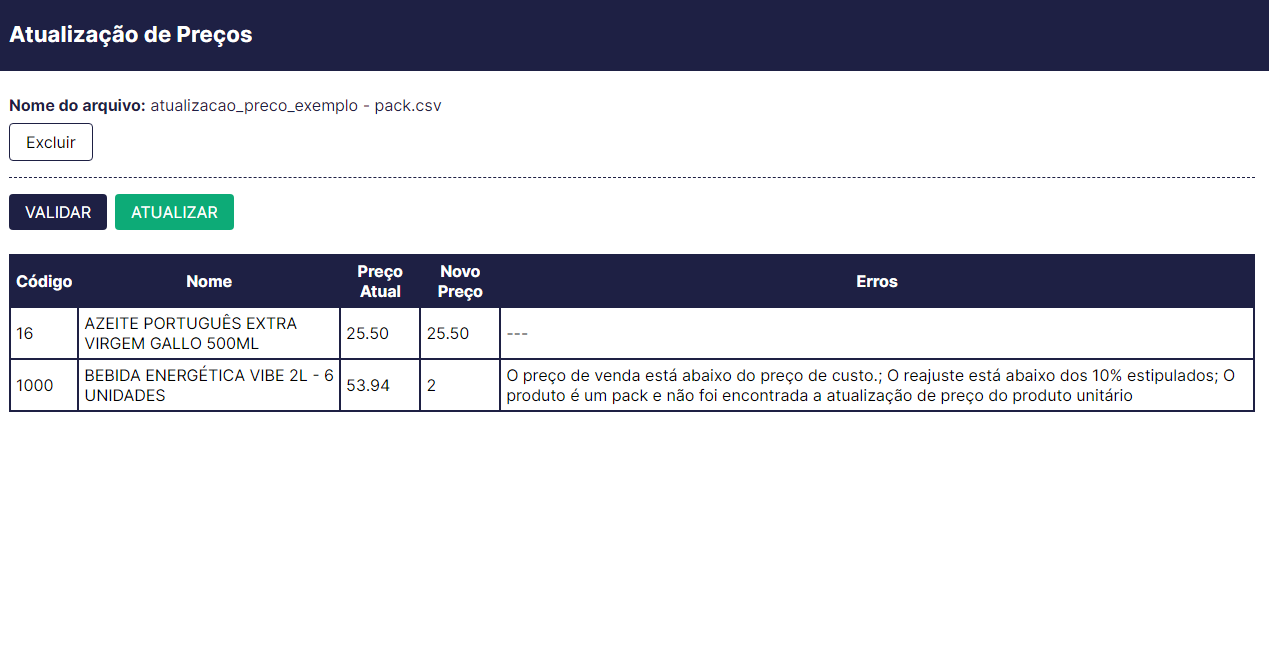 Atualização de Preços
Nome do arquivo: atualizacao_preco_exemplo - pack.csv
Excluir
VALIDAR ATUALIZAR
Código Nome Preço Atual Novo Preço Erros
16 AZEITE PORTUGUÊS EXTRA VIRGEM GALLO 500ML 25.50 25.50 ---
1000 BEBIDA ENERGÉTICA VIBE 2L - 6 UNIDADES 53.94 2 O preço de venda está abaixo do preço de custo.; O reajuste está abaixo dos 10% estipulados; O produto é um pack e não foi encontrada a atualização de preço do produto unitário